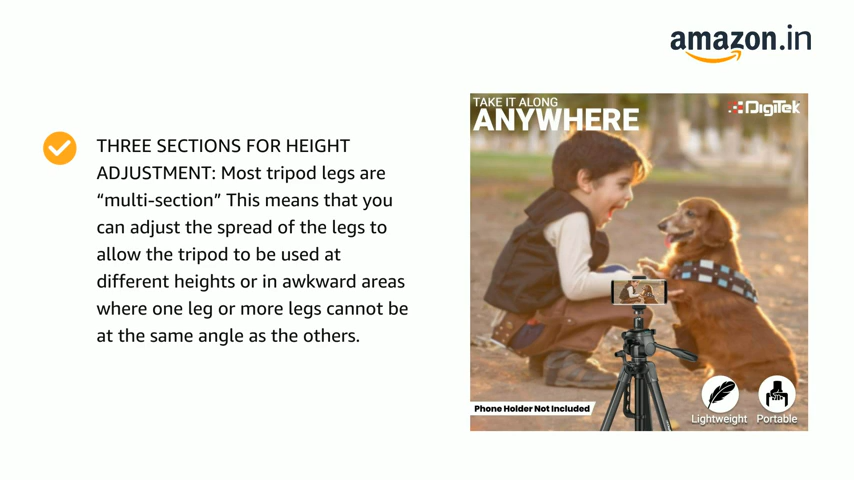 amazon.in
THREE SECTIONS FOR HEIGHT
ADJUSTMENT: Most tripod legs are
“multi-section” This means that you
can adjust the spread of the legs to
allow the tripod to be used at
different heights or in awkward areas
where one leg or more legs cannot be
at the same angle as the others.
TAKE IT ALONG
ANYWHERE
DigiTek
Phone Holder Not Included
Lightweight
Portable